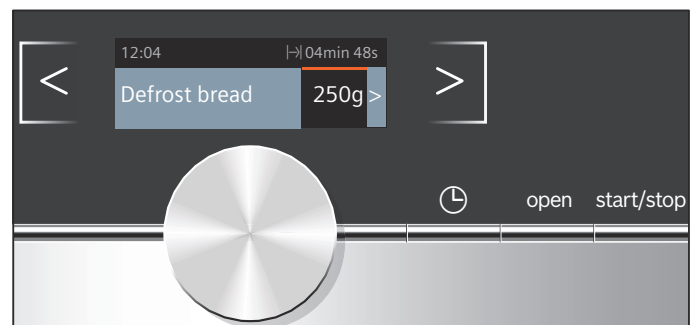 12:04 04min 48s
Defrost bread 250g >
< >
open start/stop